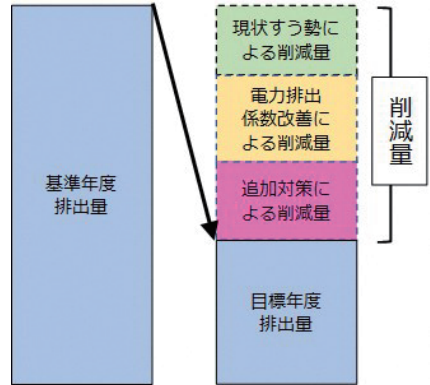 基準年度
排出量
現状すう勢に
よる削減量
電力排出
係数改善に
よる削減量
追加対策に
よる削減量
目標年度
排出量
削減量